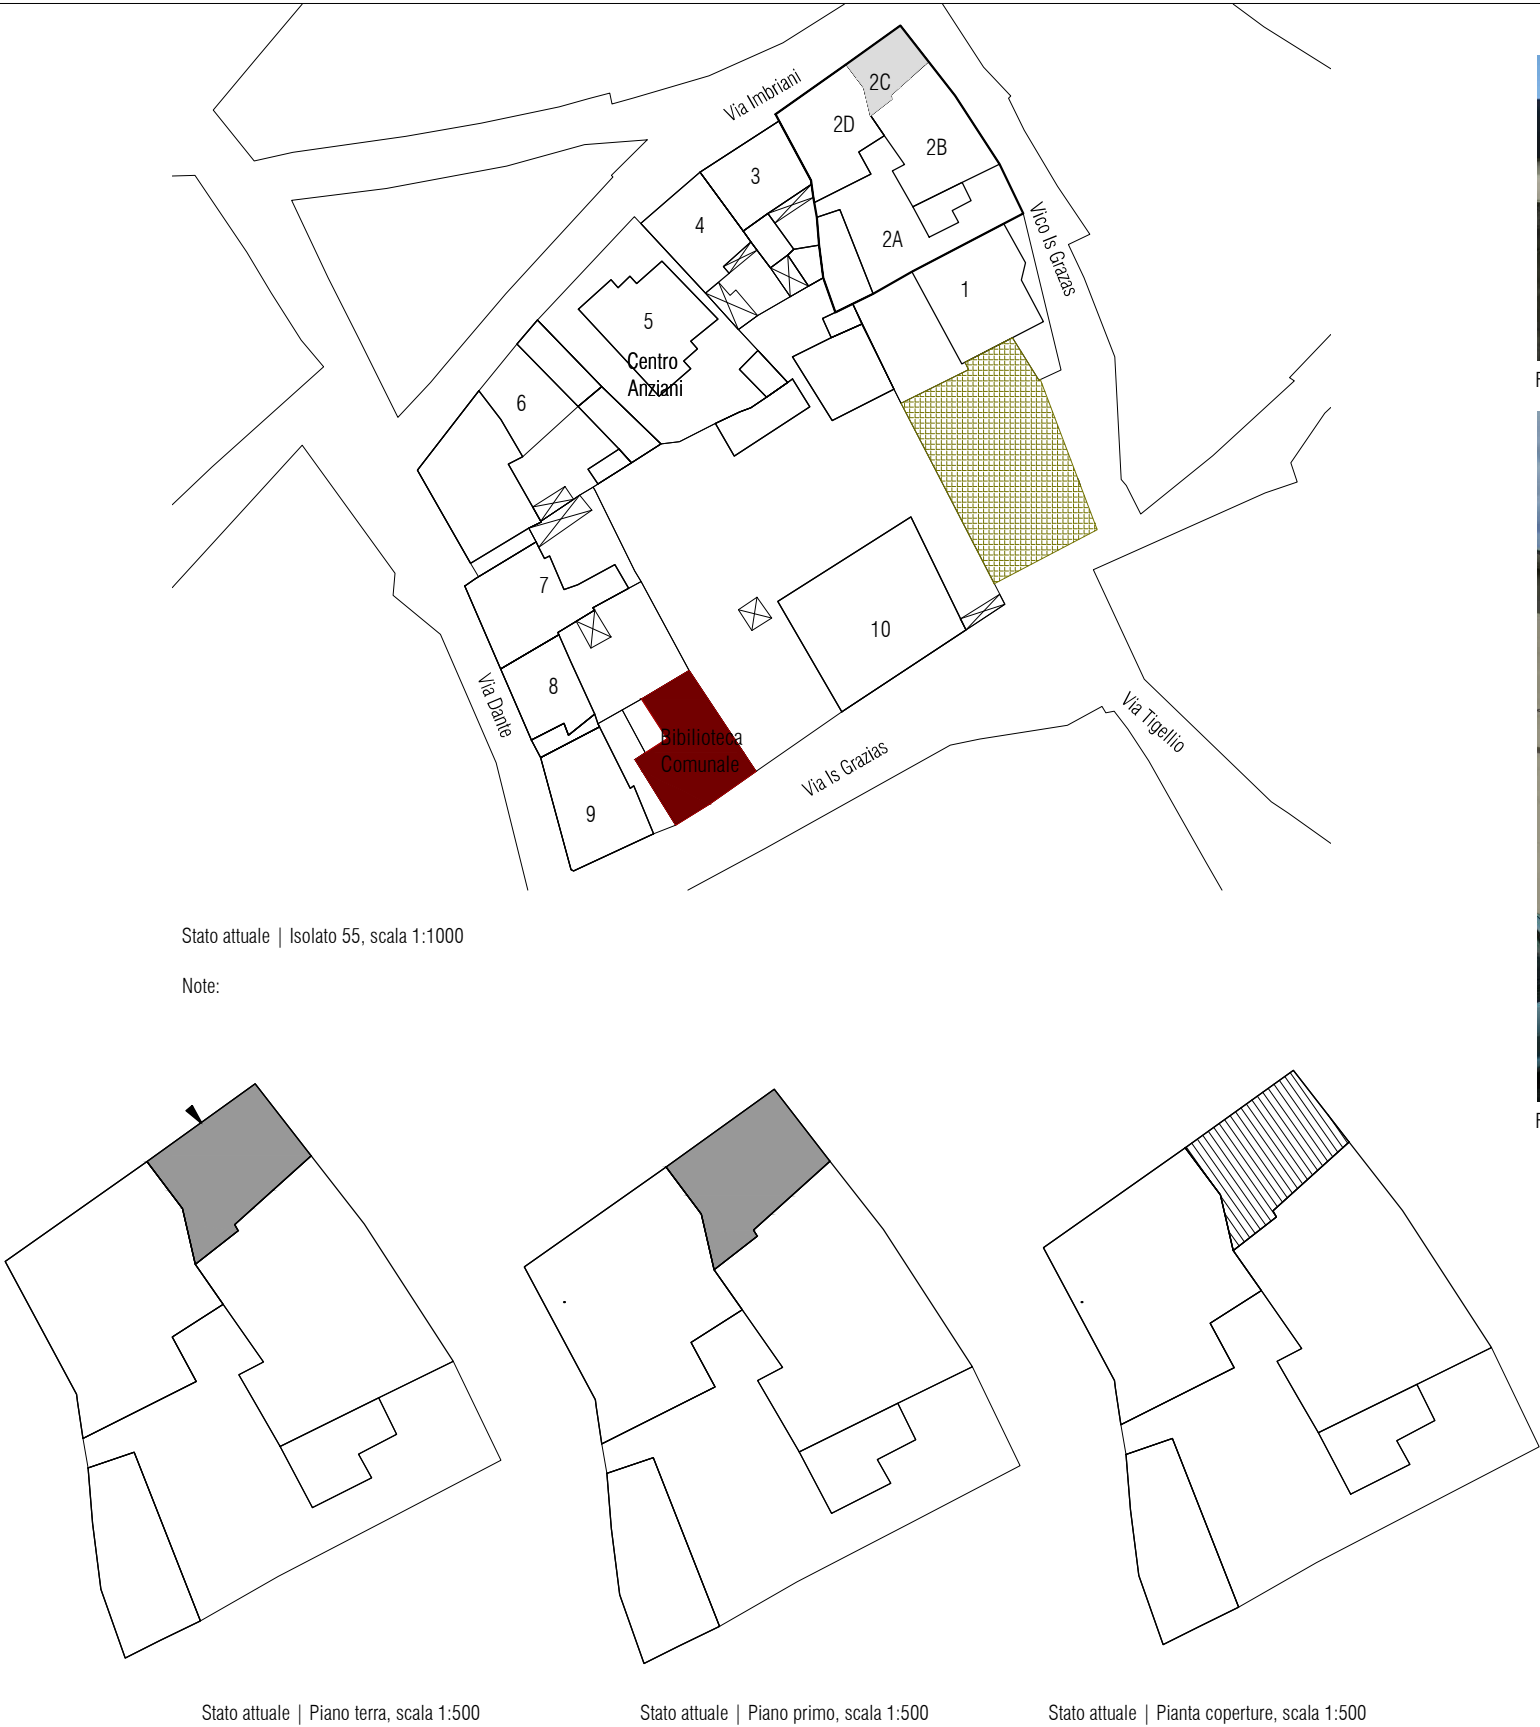 Via Imbriani
2C
2D
2B
3
4
2A
Vico Is Grazas
1
5
Centro
Anziani
6
7
10
8
Via Dante
Via Tigellio
Bibilioteca
Comunale
Via Is Grazias
9
Stato attuale | Isolato 55, scala 1:1000
Note:
Stato attuale | Piano terra, scala 1:500
Stato attuale | Piano primo, scala 1:500
Stato attuale | Pianta coperture, scala 1:500